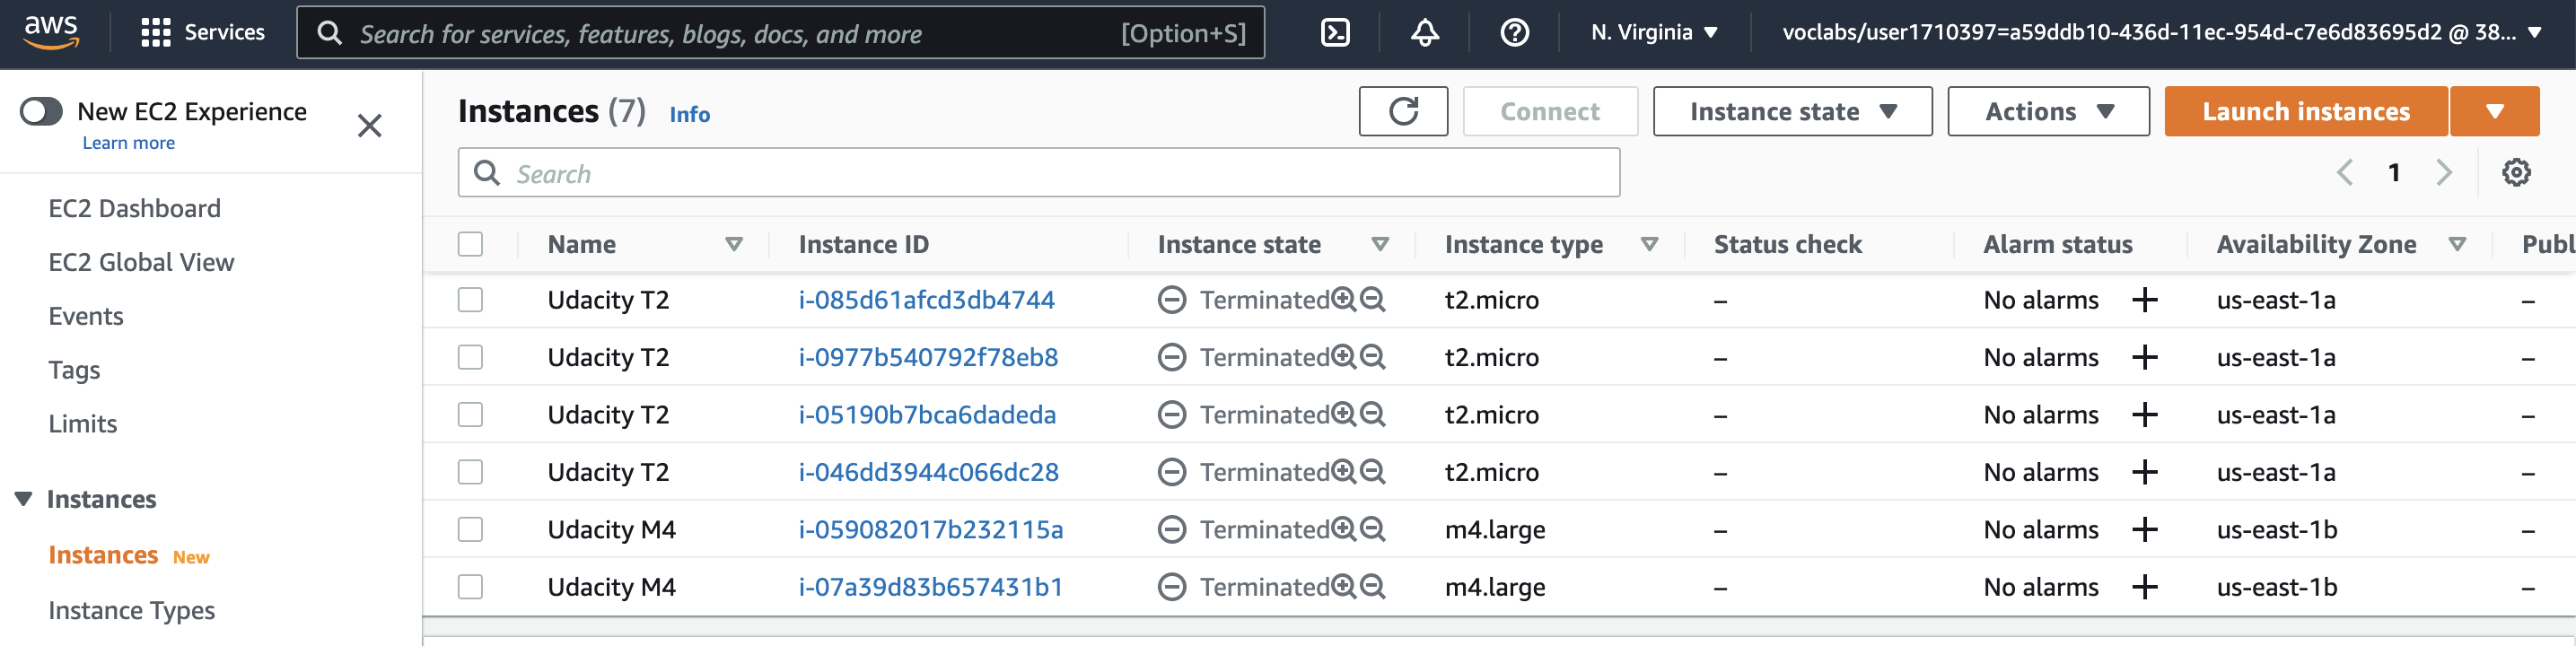 aws Services Search for services, features, blogs, docs, and more [Option+S] N. Virginia voclabs/user1710397=a59ddb10-436d-11ec-954d-c7e6d83695d2 @ 38...
New EC2 Experience
Learn more
EC2 Dashboard
EC2 Global View
Events
Tags
Limits
Instances
Instances New
Instance Types
Instances (7) Info Connect Instance state Actions Launch instances
Search 1
Name Instance ID Instance state Instance type Status check Alarm status Availability Zone Publ
Udacity T2 i-085d61afcd3db4744 Terminated t2.micro – No alarms + us-east-1a –
Udacity T2 i-0977b540792f78eb8 Terminated t2.micro – No alarms + us-east-1a –
Udacity T2 i-05190b7bca6dadeda Terminated t2.micro – No alarms + us-east-1a –
Udacity T2 i-046dd3944c066dc28 Terminated t2.micro – No alarms + us-east-1a –
Udacity M4 i-059082017b232115a Terminated m4.large – No alarms + us-east-1b –
Udacity M4 i-07a39d83b657431b1 Terminated m4.large – No alarms + us-east-1b –